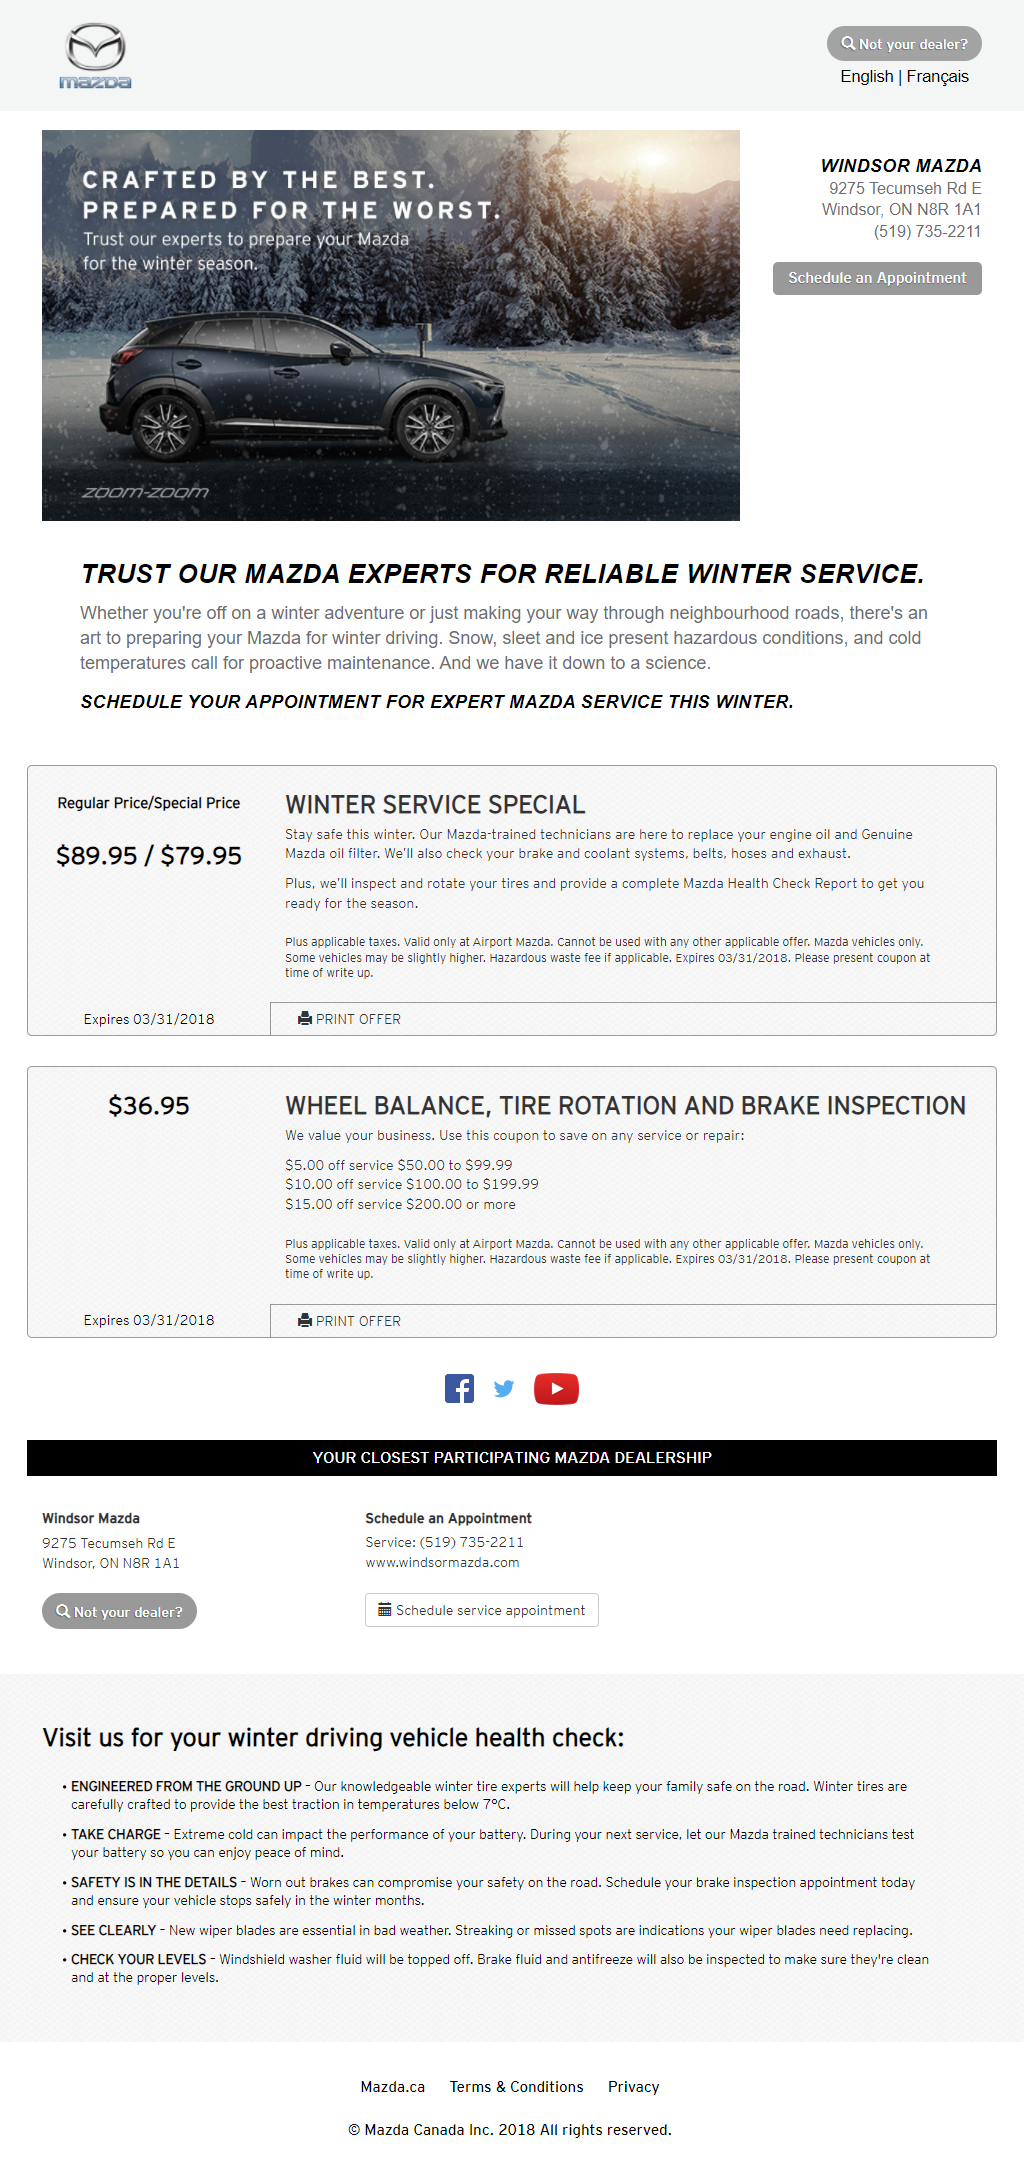 mazda
Not your dealer?
English | Français
CRAFTED BY THE BEST.
PREPARED FOR THE WORST.
Trust our experts to prepare your Mazda
for the winter season.
zoom-zoom
WINDSOR MAZDA
9275 Tecumseh Rd E
Windsor, ON N8R 1A1
(519) 735-2211
Schedule an Appointment
TRUST OUR MAZDA EXPERTS FOR RELIABLE WINTER SERVICE.
Whether you're off on a winter adventure or just making your way through neighbourhood roads, there's an
art to preparing your Mazda for winter driving. Snow, sleet and ice present hazardous conditions, and cold
temperatures call for proactive maintenance. And we have it down to a science.
SCHEDULE YOUR APPOINTMENT FOR EXPERT MAZDA SERVICE THIS WINTER.
Regular Price/Special Price
$89.95 / $79.95
Expires 03/31/2018
WINTER SERVICE SPECIAL
Stay safe this winter. Our Mazda-trained technicians are here to replace your engine oil and Genuine
Mazda oil filter. We'll also check your brake and coolant systems, belts, hoses and exhaust.
Plus, we'll inspect and rotate your tires and provide a complete Mazda Health Check Report to get you
ready for the season.
Plus applicable taxes. Valid only at Airport Mazda. Cannot be used with any other applicable offer. Mazda vehicles only.
Some vehicles may be slightly higher. Hazardous waste fee if applicable. Expires 03/31/2018. Please present coupon at
time of write up.
PRINT OFFER
$36.95
Expires 03/31/2018
WHEEL BALANCE, TIRE ROTATION AND BRAKE INSPECTION
We value your business. Use this coupon to save on any service or repair:
$5.00 off service $50.00 to $99.99
$10.00 off service $100.00 to $199.99
$15.00 off service $200.00 or more
Plus applicable taxes. Valid only at Airport Mazda. Cannot be used with any other applicable offer. Mazda vehicles only.
Some vehicles may be slightly higher. Hazardous waste fee if applicable. Expires 03/31/2018. Please present coupon at
time of write up.
PRINT OFFER
YOUR CLOSEST PARTICIPATING MAZDA DEALERSHIP
Windsor Mazda
9275 Tecumseh Rd E
Windsor, ON N8R 1A1
Not your dealer?
Schedule an Appointment
Service: (519) 735-2211
www.windsormazda.com
Schedule service appointment
Visit us for your winter driving vehicle health check:
• ENGINEERED FROM THE GROUND UP – Our knowledgeable winter tire experts will help keep your family safe on the road. Winter tires are
carefully crafted to provide the best traction in temperatures below 7°C.
• TAKE CHARGE – Extreme cold can impact the performance of your battery. During your next service, let our Mazda trained technicians test
your battery so you can enjoy peace of mind.
• SAFETY IS IN THE DETAILS – Worn out brakes can compromise your safety on the road. Schedule your brake inspection appointment today
and ensure your vehicle stops safely in the winter months.
• SEE CLEARLY – New wiper blades are essential in bad weather. Streaking or missed spots are indications your wiper blades need replacing.
• CHECK YOUR LEVELS – Windshield washer fluid will be topped off. Brake fluid and antifreeze will also be inspected to make sure they're clean
and at the proper levels.
Mazda.ca Terms & Conditions Privacy
© Mazda Canada Inc. 2018 All rights reserved.